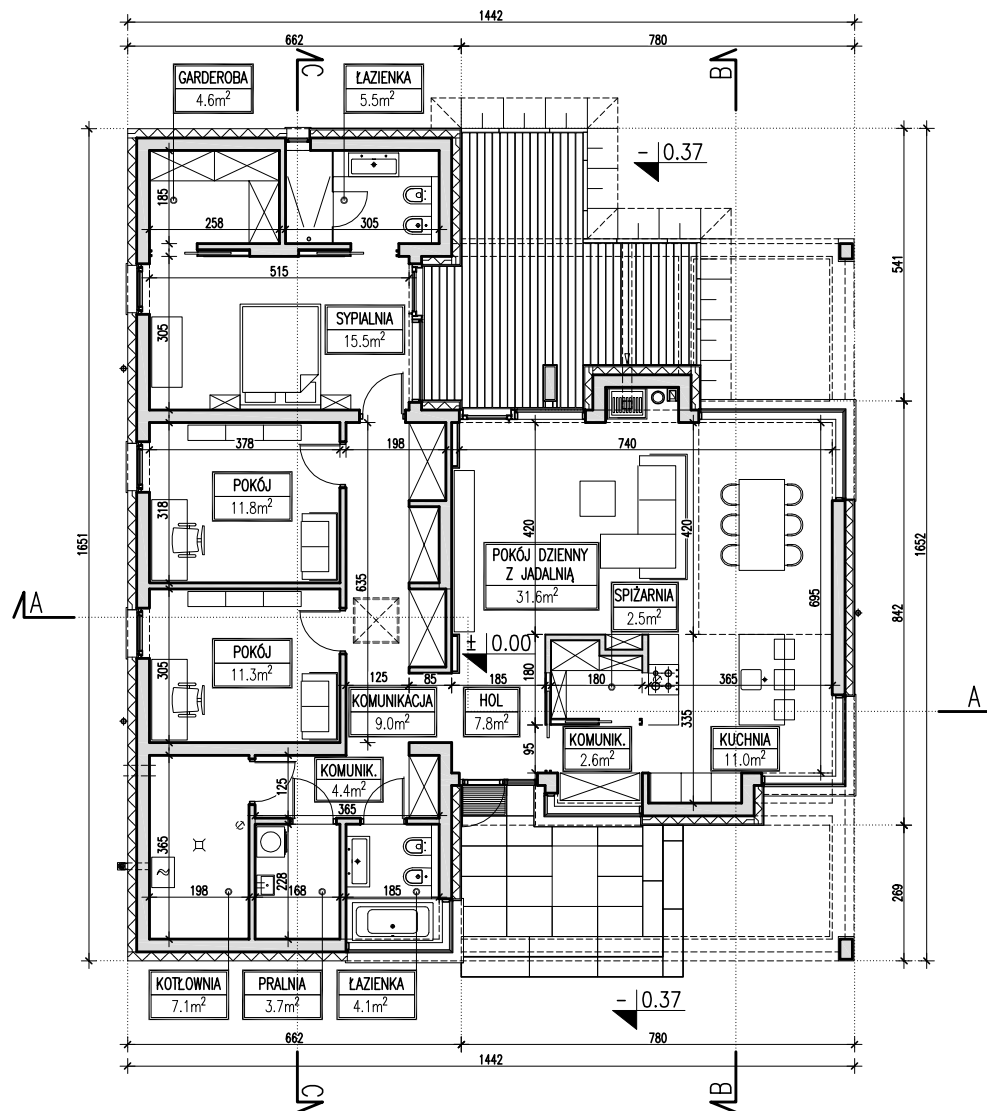 1442
662
780
C
B
GARDEROBA
4.6m²
ŁAZIENKA
5.5m²
- 0.37
185
258
305
541
515
SYPIALNIA
15.5m²
305
378
198
740
POKÓJ
11.8m²
318
420
420
1651
1652
POKÓJ DZIENNY
Z JADALNIĄ
31.6m²
635
SPIŻARNIA
2.5m²
695
842
A
± 0.00
POKÓJ
11.3m²
305
180
125
85
185
180
365
KOMUNIKACJA
9.0m²
HOL
7.8m²
335
A
95
KOMUNIK.
2.6m²
KUCHNIA
11.0m²
KOMUNIK.
4.4m²
125
365
365
228
198
168
185
269
KOTŁOWNIA
7.1m²
PRALNIA
3.7m²
ŁAZIENKA
4.1m²
- 0.37
662
780
1442
C
B